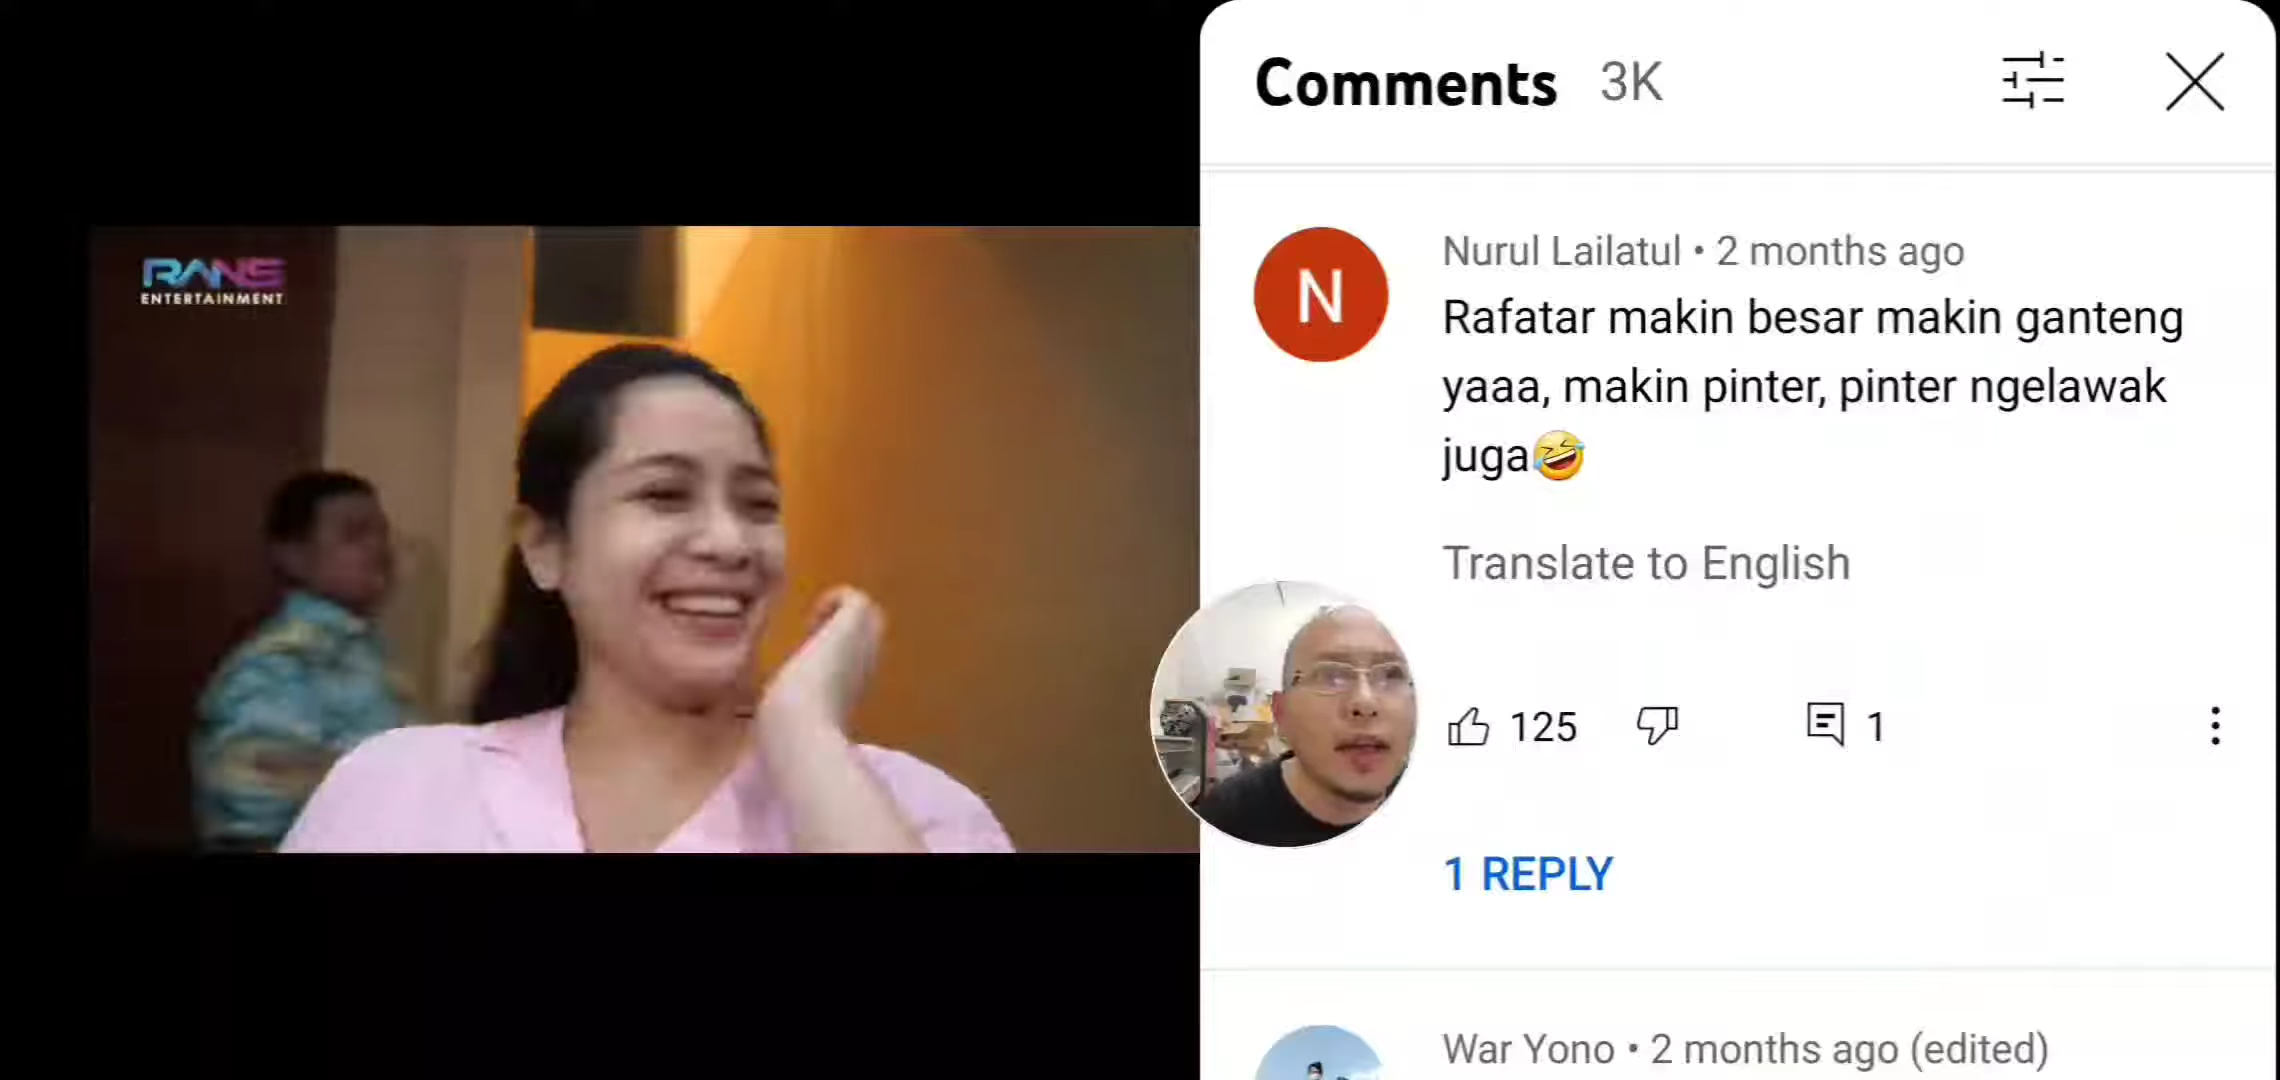 RANS
ENTERTAINMENT
Comments 3K
N
Nurul Lailatul • 2 months ago
Rafatar makin besar makin ganteng
yaaa, makin pinter, pinter ngelawak
juga🤣
Translate to English
125
1
1 REPLY
War Yono • 2 months ago (edited)